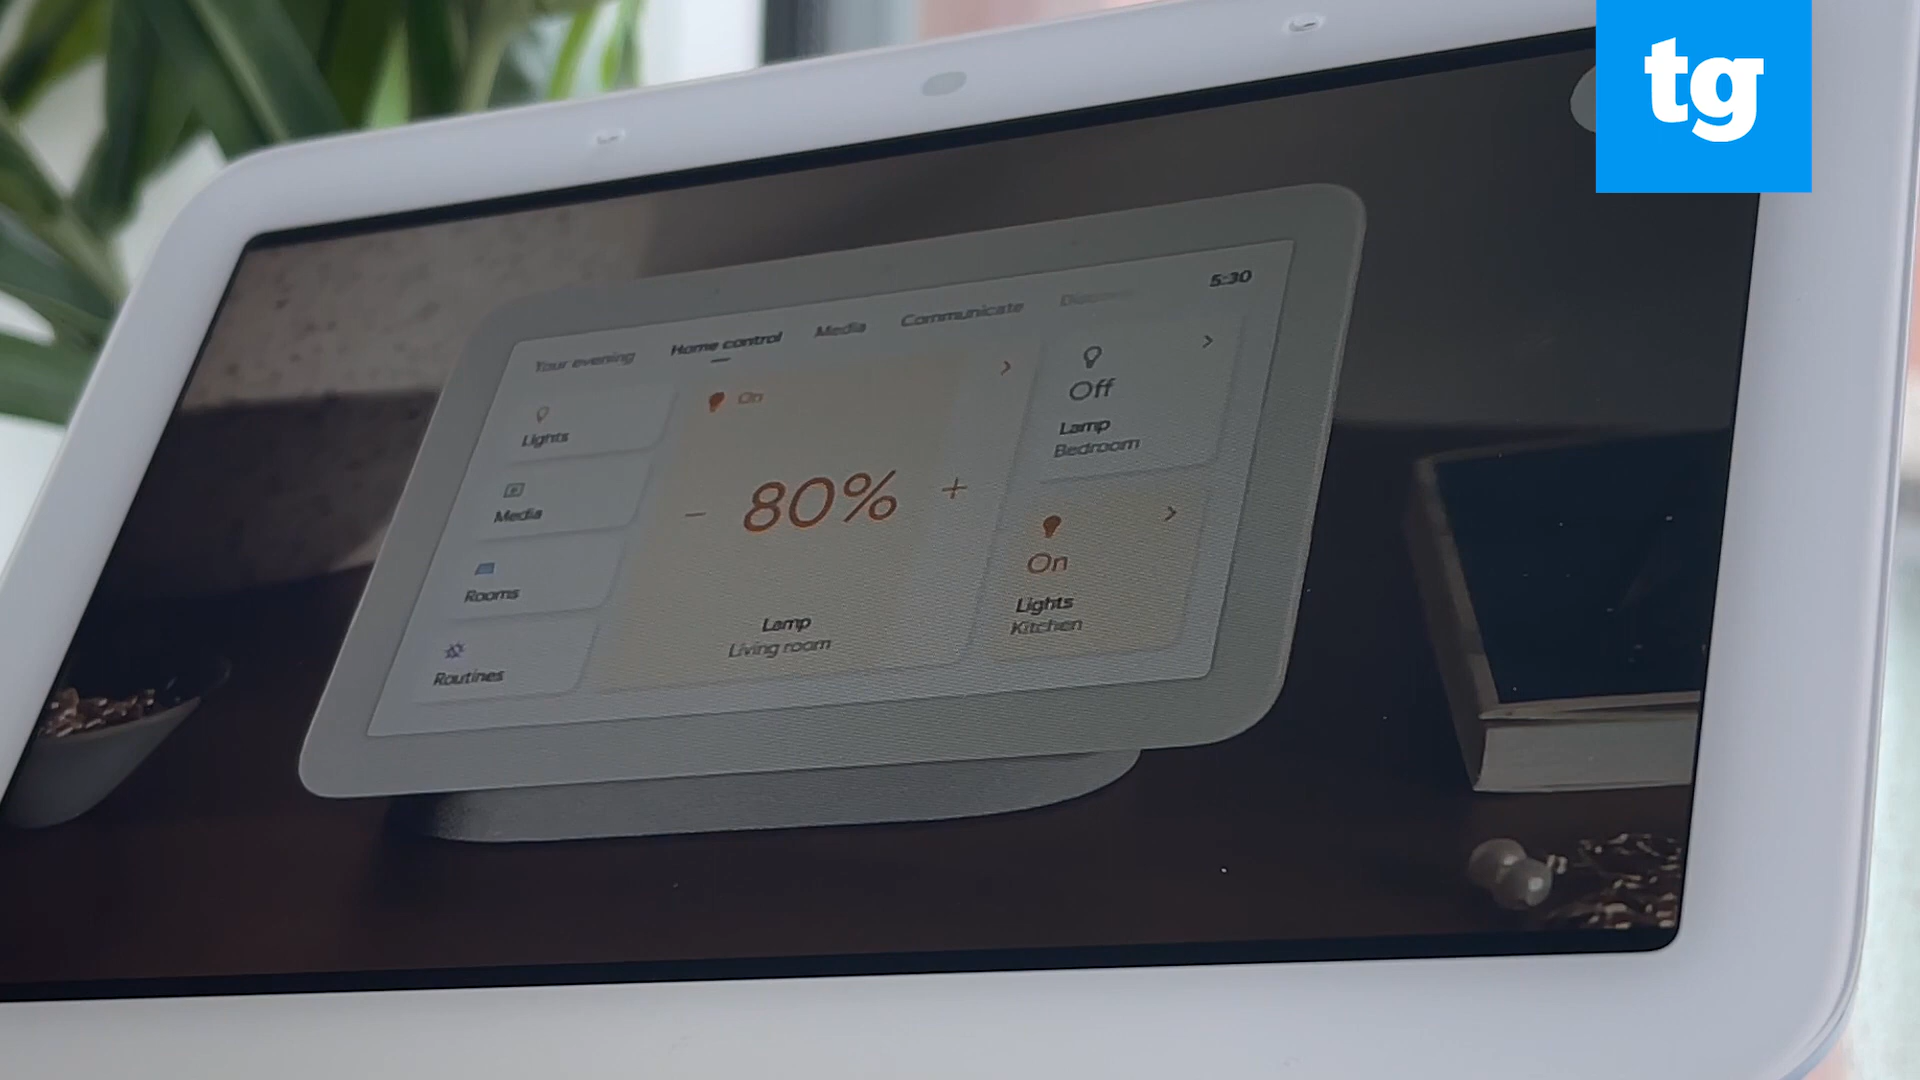 tg
5:30
Your evening
Home control
Media
Communicate
Discover
Lights
Media
Rooms
Routines
On
− 80% +
Lamp
Living room
Off
Lamp
Bedroom
On
Lights
Kitchen